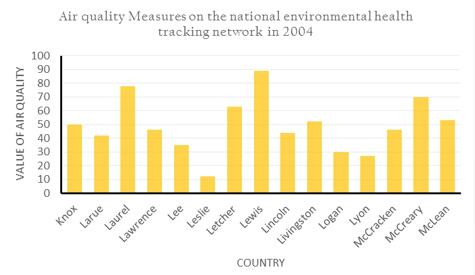 Air quality Measures on the national environmental health
tracking network in 2004
VALUE OF AIR QUALITY
100
90
80
70
60
50
40
30
20
10
0
Knox
Larue
Laurel
Lawrence
Lee
Leslie
Letcher
Lewis
Lincoln
Livingston
Logan
Lyon
McCracken
McCreary
McLean
COUNTRY